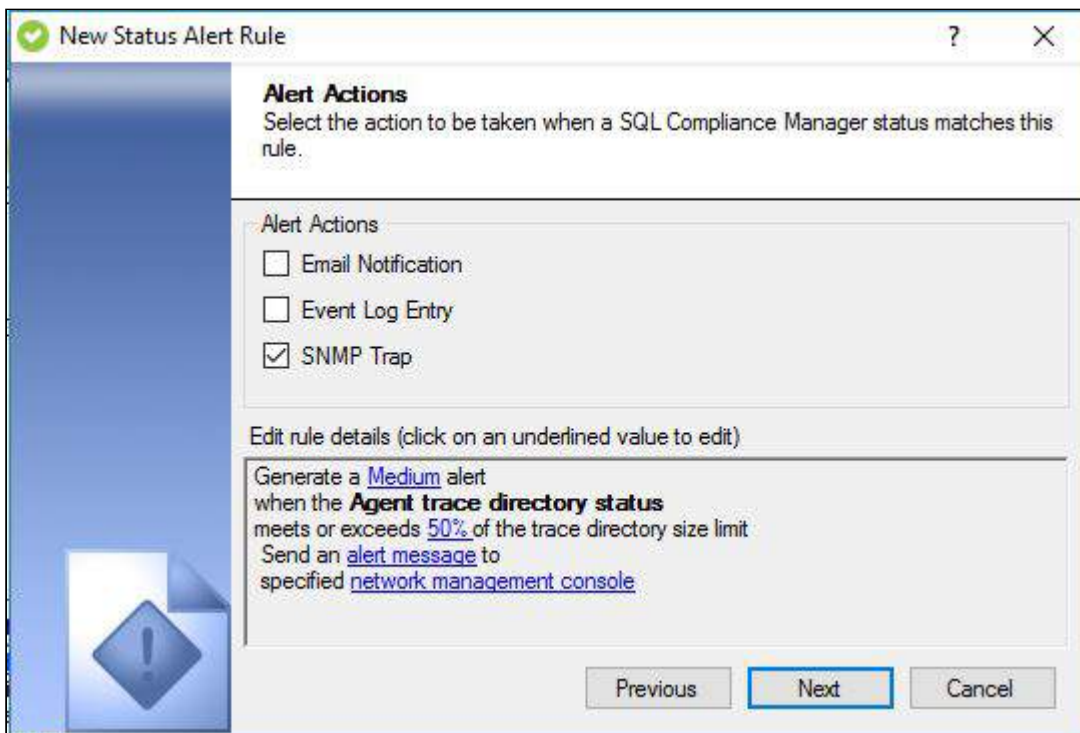 New Status Alert Rule
?
Alert Actions
Select the action to be taken when a SQL Compliance Manager status matches this
rule.
Alert Actions
Email Notification
Event Log Entry
SNMP Trap
Edit rule details (click on an underlined value to edit)
Generate a Medium alert
when the Agent trace directory status
meets or exceeds 50% of the trace directory size limit
Send an alert message to
specified network management console
Previous
Next
Cancel